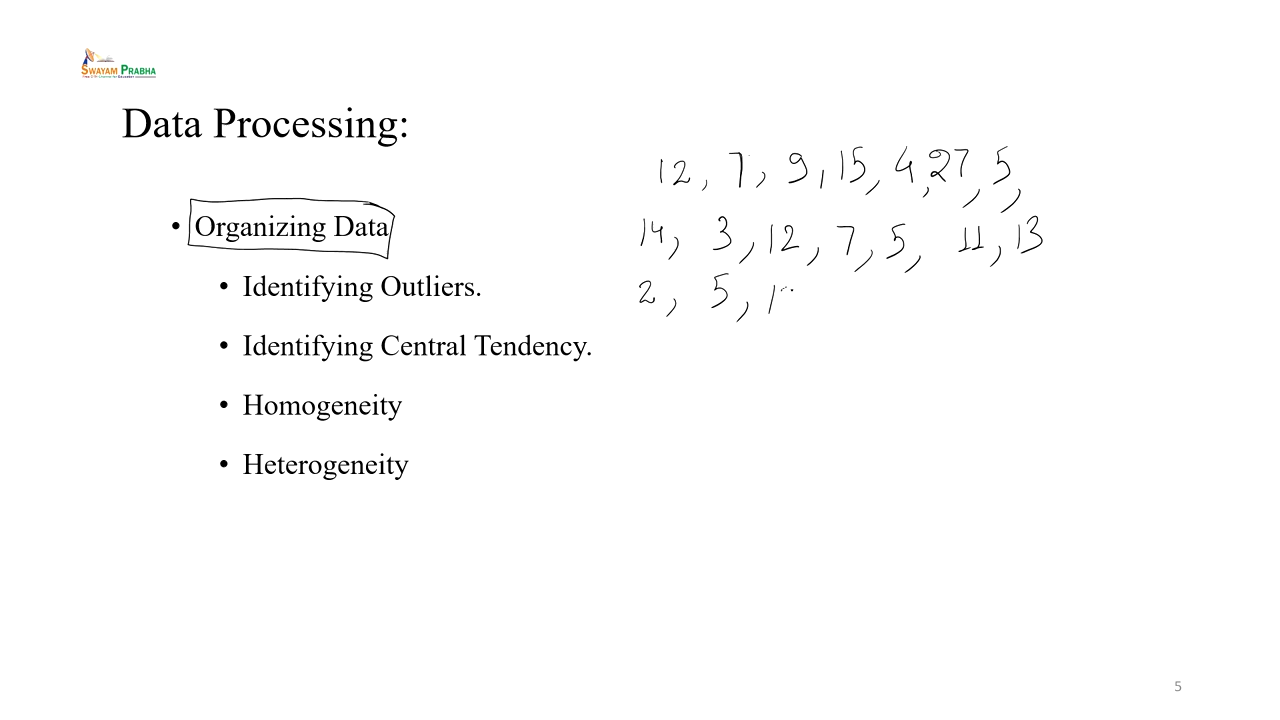 SWAYAM PRABHA
Data Processing:
12, 7, 9, 15, 4, 27, 5,
• Organizing Data
14, 3, 12, 7, 5, 11, 13
• Identifying Outliers.
2, 5,
• Identifying Central Tendency.
• Homogeneity
• Heterogeneity
5